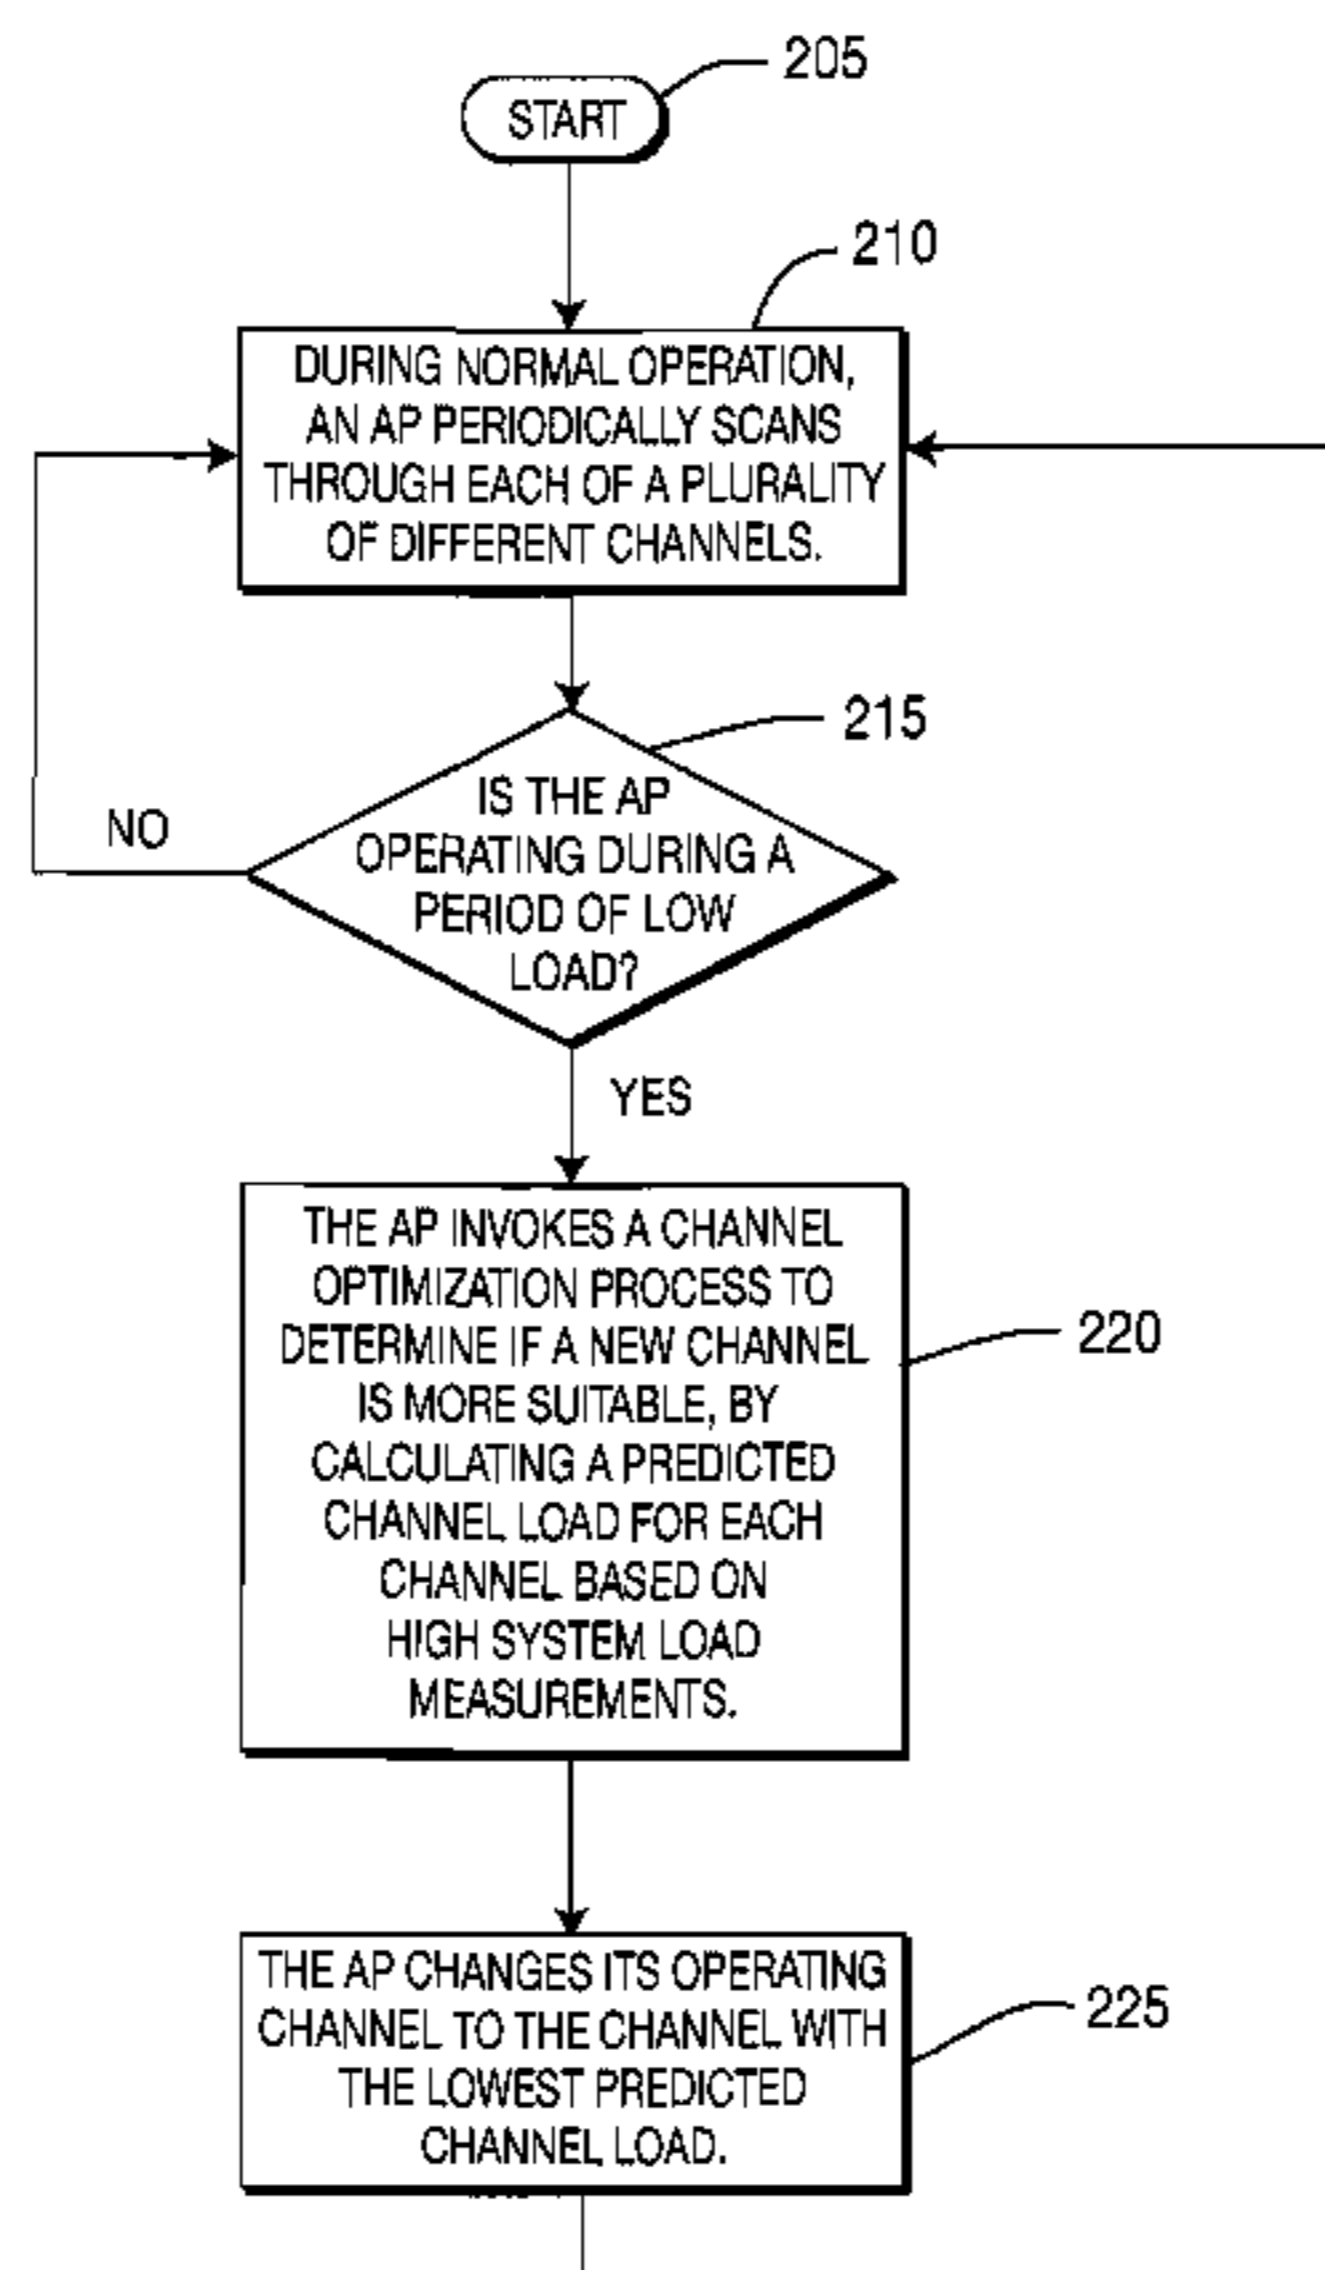 205
START
210
DURING NORMAL OPERATION,
AN AP PERIODICALLY SCANS
THROUGH EACH OF A PLURALITY
OF DIFFERENT CHANNELS.
215
IS THE AP
OPERATING DURING A
PERIOD OF LOW
LOAD?
NO
YES
THE AP INVOKES A CHANNEL
OPTIMIZATION PROCESS TO
DETERMINE IF A NEW CHANNEL
IS MORE SUITABLE, BY
CALCULATING A PREDICTED
CHANNEL LOAD FOR EACH
CHANNEL BASED ON
HIGH SYSTEM LOAD
MEASUREMENTS.
220
THE AP CHANGES ITS OPERATING
CHANNEL TO THE CHANNEL WITH
THE LOWEST PREDICTED
CHANNEL LOAD.
225